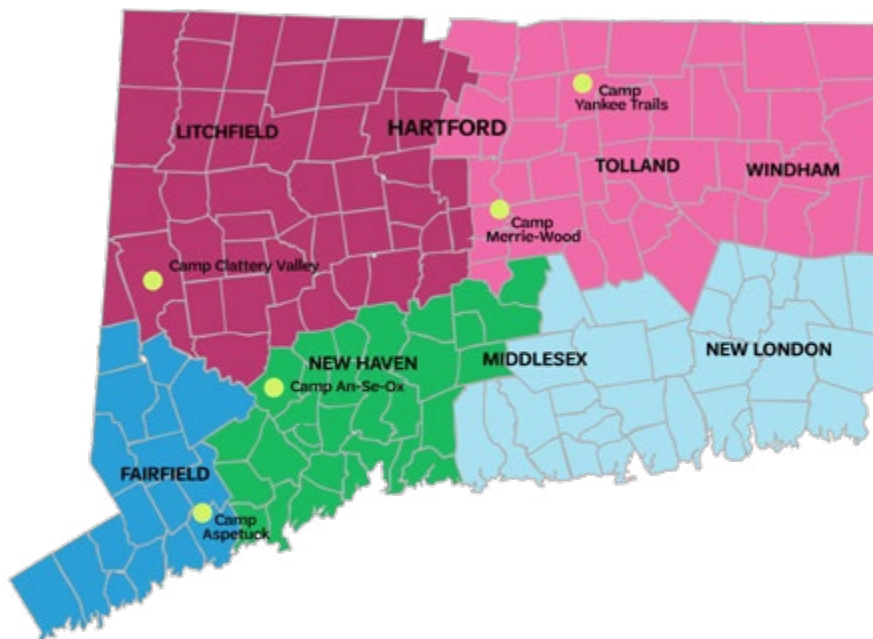 Camp
Yankee Trails
LITCHFIELD
HARTFORD
TOLLAND
WINDHAM
Camp
Merrie-Wood
Camp Clattery Valley
NEW HAVEN
MIDDLESEX
NEW LONDON
Camp An-Se-Ox
FAIRFIELD
Camp
Aspetuck